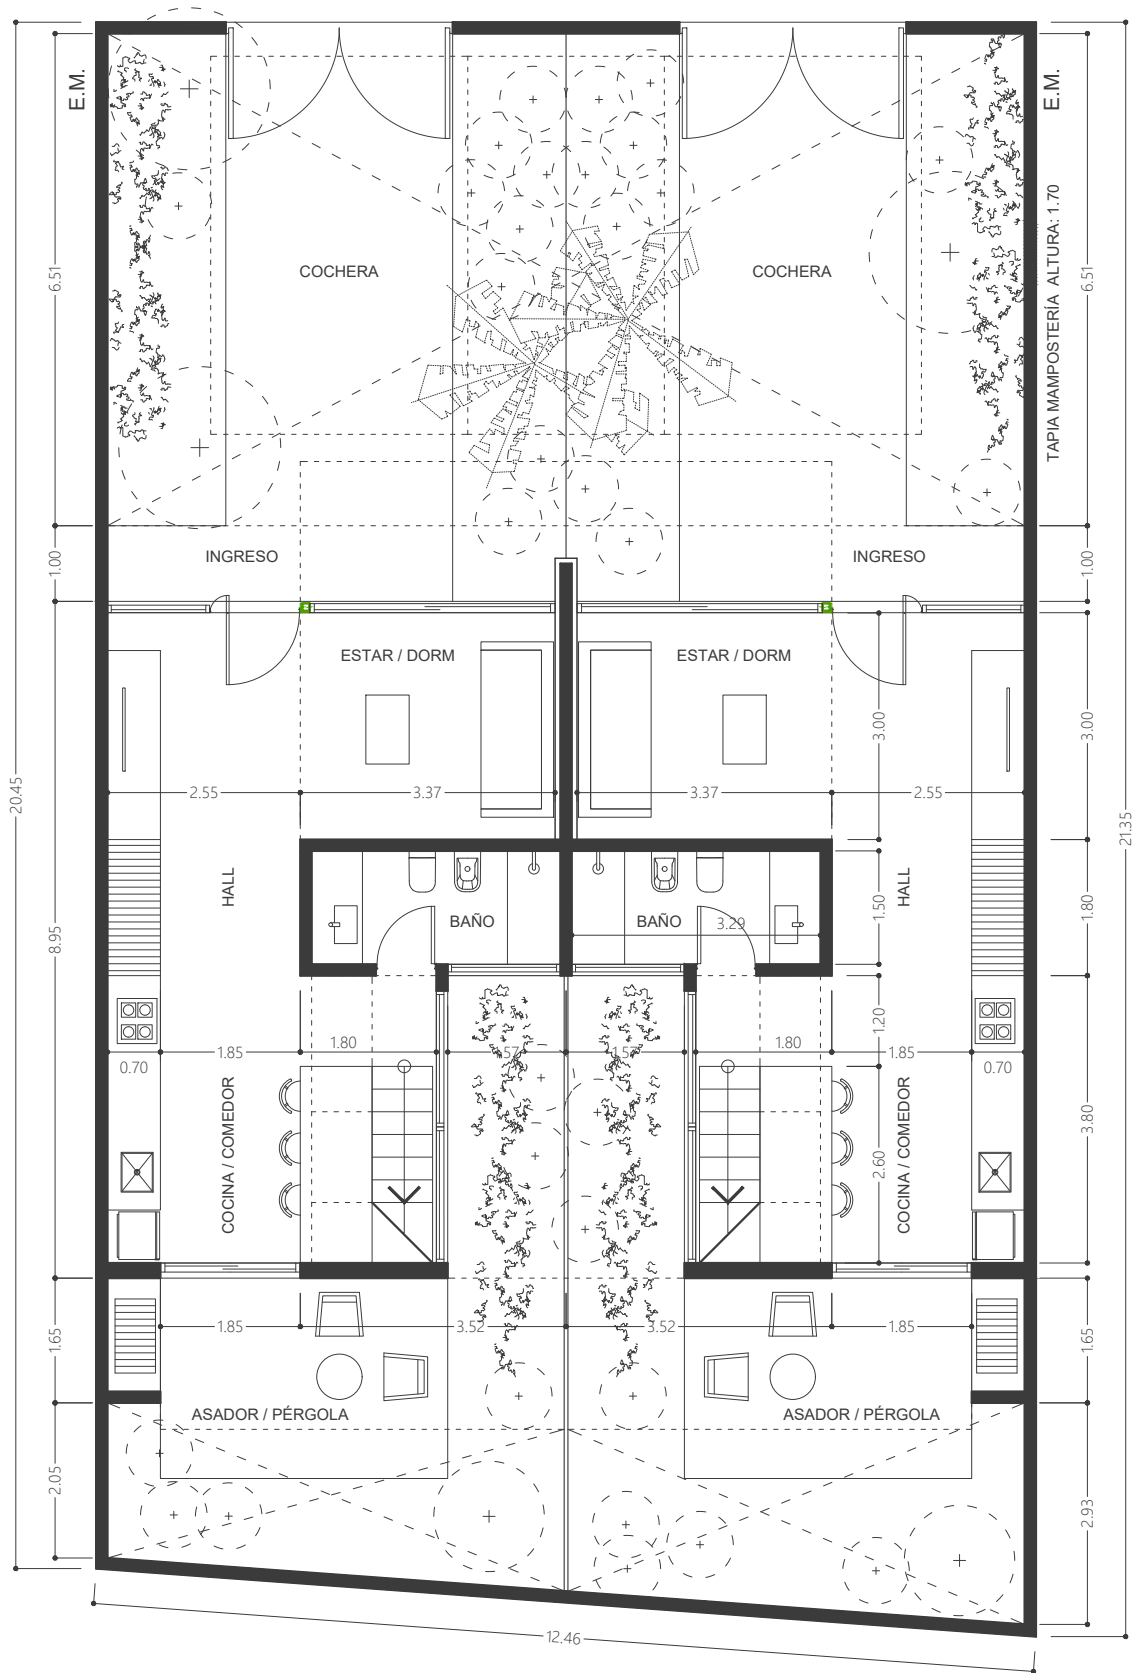 E.M.
E.M.
TAPIA MAMPOSTERÍA ALTURA: 1.70
COCHERA
COCHERA
6.51
6.51
INGRESO
INGRESO
1.00
1.00
ESTAR / DORM
ESTAR / DORM
3.00
3.00
20.45
21.35
2.55
3.37
3.37
2.55
HALL
HALL
8.95
BAÑO
BAÑO
3.29
1.50
1.80
1.20
0.70
1.85
1.80
1.57
1.57
1.80
1.85
0.70
COCINA / COMEDOR
COCINA / COMEDOR
2.60
3.80
1.85
3.52
3.52
1.85
1.65
1.65
ASADOR / PÉRGOLA
ASADOR / PÉRGOLA
2.05
2.93
12.46